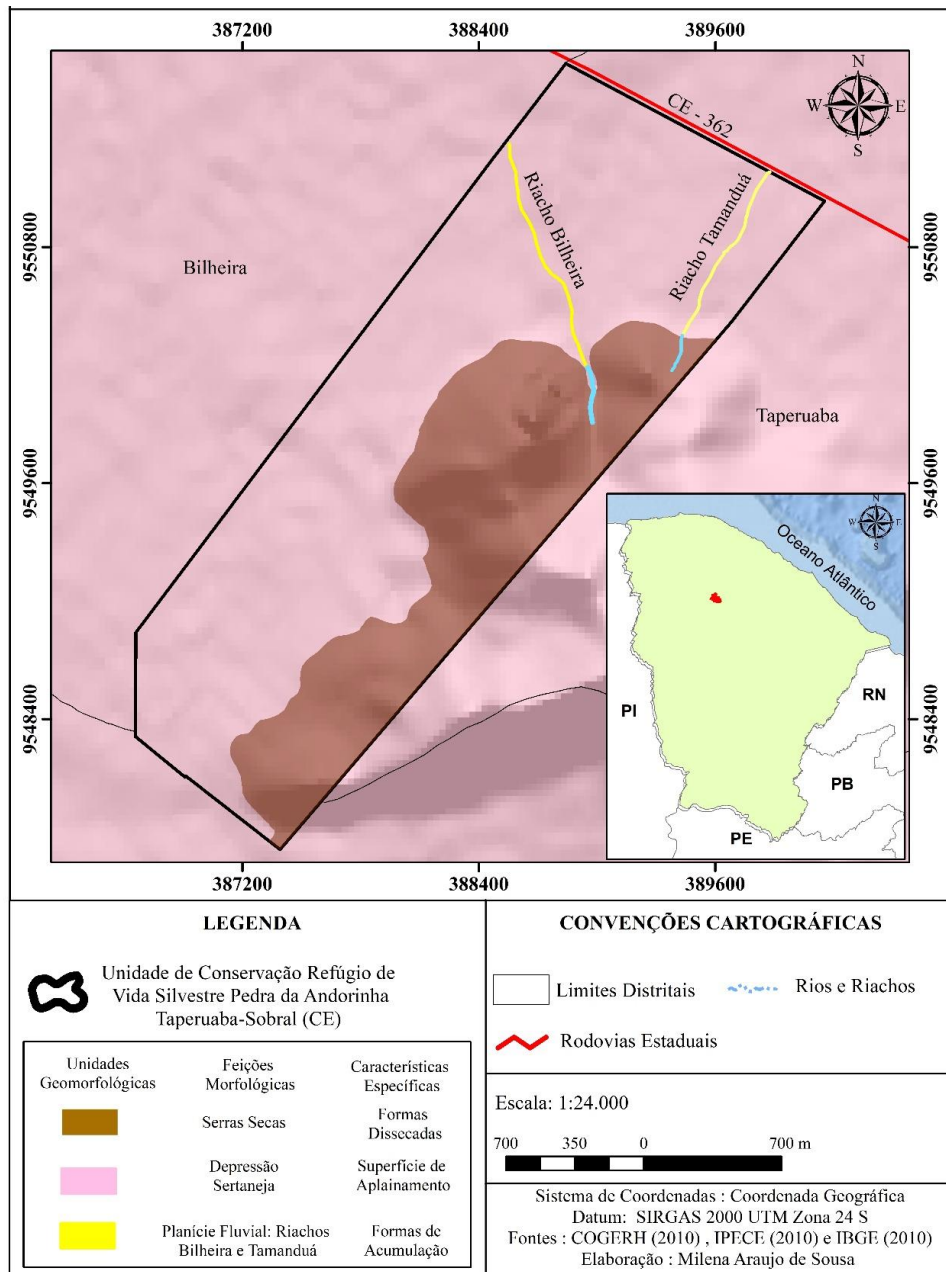 387200 388400 389600
N
W E
S
CE - 362
Riacho Bilheira
Riacho Tamanduá
9550800 9550800
Bilheira
Taperuaba
9549600 9549600
N
W E
S
Oceano Atlântico
9548400 9548400
PI
RN
PB
PE
387200 388400 389600
LEGENDA
Unidade de Conservação Refúgio de
Vida Silvestre Pedra da Andorinha
Taperuaba-Sobral (CE)
Unidades Geomorfológicas
Feições Morfológicas
Características Específicas
Serras Secas
Formas Dissecadas
Depressão Sertaneja
Superfície de Aplainamento
Planície Fluvial: Riachos
Bilheira e Tamanduá
Formas de Acumulação
CONVENÇÕES CARTOGRÁFICAS
Limites Distritais
Rios e Riachos
Rodovias Estaduais
Escala: 1:24.000
700 350 0 700 m
Sistema de Coordenadas : Coordenada Geográfica
Datum: SIRGAS 2000 UTM Zona 24 S
Fontes : COGERH (2010) , IPECE (2010) e IBGE (2010)
Elaboração : Milena Araujo de Sousa